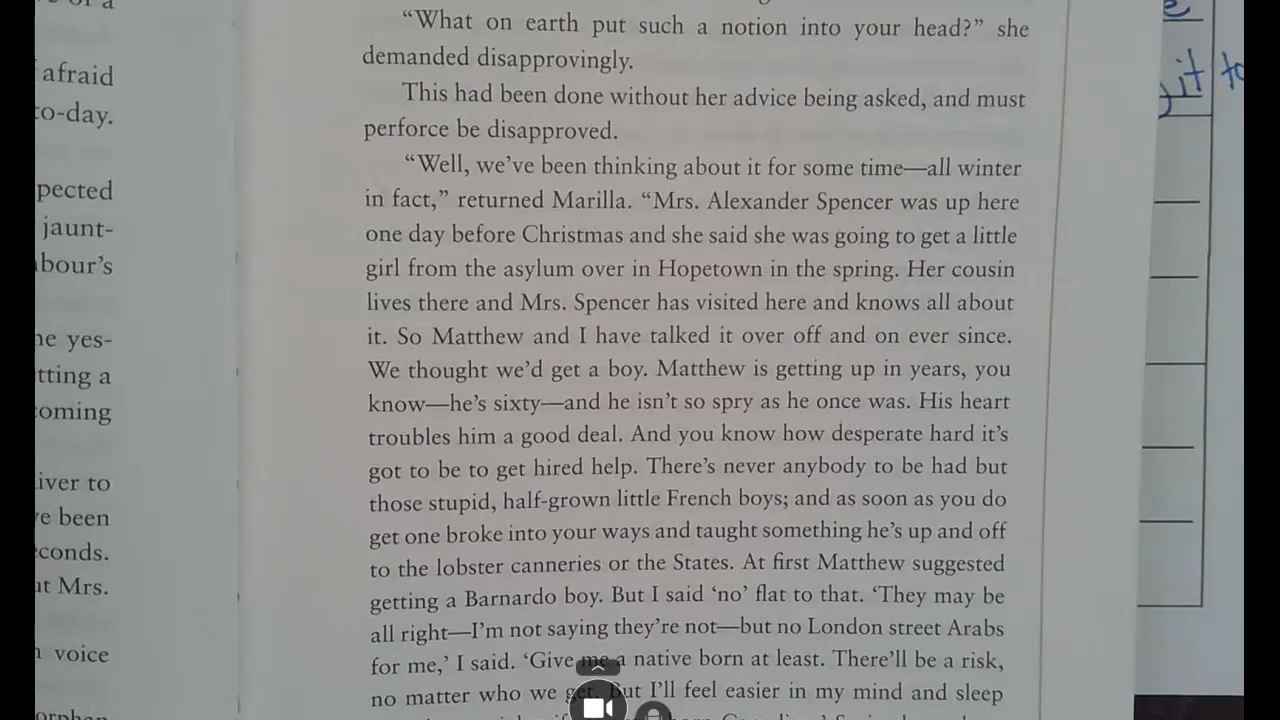 afraid
to-day.
pected
jaunt-
bour's
ne yes-
tting a
coming
iver to
ve been
conds.
at Mrs.
voice
orphan
"What on earth put such a notion into your head?" she
demanded disapprovingly.
This had been done without her advice being asked, and must
perforce be disapproved.
"Well, we've been thinking about it for some time—all winter
in fact," returned Marilla. "Mrs. Alexander Spencer was up here
one day before Christmas and she said she was going to get a little
girl from the asylum over in Hopetown in the spring. Her cousin
lives there and Mrs. Spencer has visited here and knows all about
it. So Matthew and I have talked it over off and on ever since.
We thought we'd get a boy. Matthew is getting up in years, you
know—he's sixty—and he isn't so spry as he once was. His heart
troubles him a good deal. And you know how desperate hard it's
got to be to get hired help. There's never anybody to be had but
those stupid, half-grown little French boys; and as soon as you do
get one broke into your ways and taught something he's up and off
to the lobster canneries or the States. At first Matthew suggested
getting a Barnardo boy. But I said 'no' flat to that. 'They may be
all right—I'm not saying they're not—but no London street Arabs
for me,' I said. 'Give me a native born at least. There'll be a risk,
no matter who we get. But I'll feel easier in my mind and sleep
it to